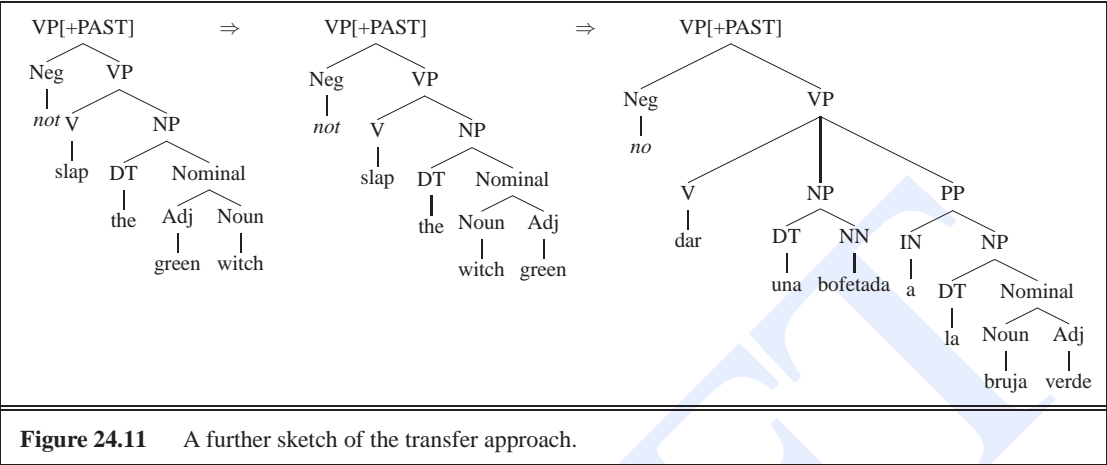 VP[+PAST] ⇒ VP[+PAST] ⇒ VP[+PAST]
Neg VP Neg VP Neg VP
not V NP not V NP no
slap DT Nominal slap DT Nominal V NP PP
the Adj Noun the Noun Adj dar DT NN IN NP
green witch witch green una bofetada a DT Nominal
la Noun Adj
bruja verde
Figure 24.11 A further sketch of the transfer approach.